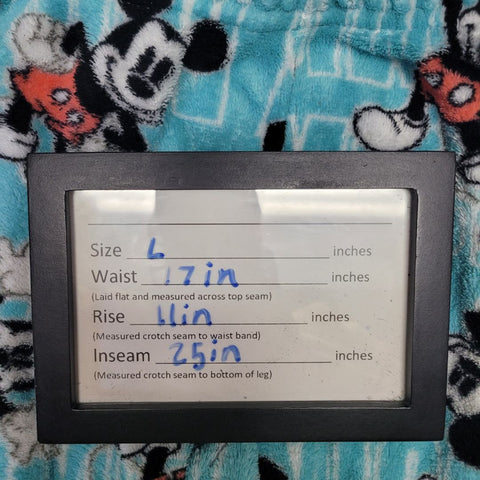 Size L inches
Waist 17in inches
(Laid flat and measured across top seam)
Rise 11in inches
(Measured crotch seam to waist band)
Inseam 25in inches
(Measured crotch seam to bottom of leg)